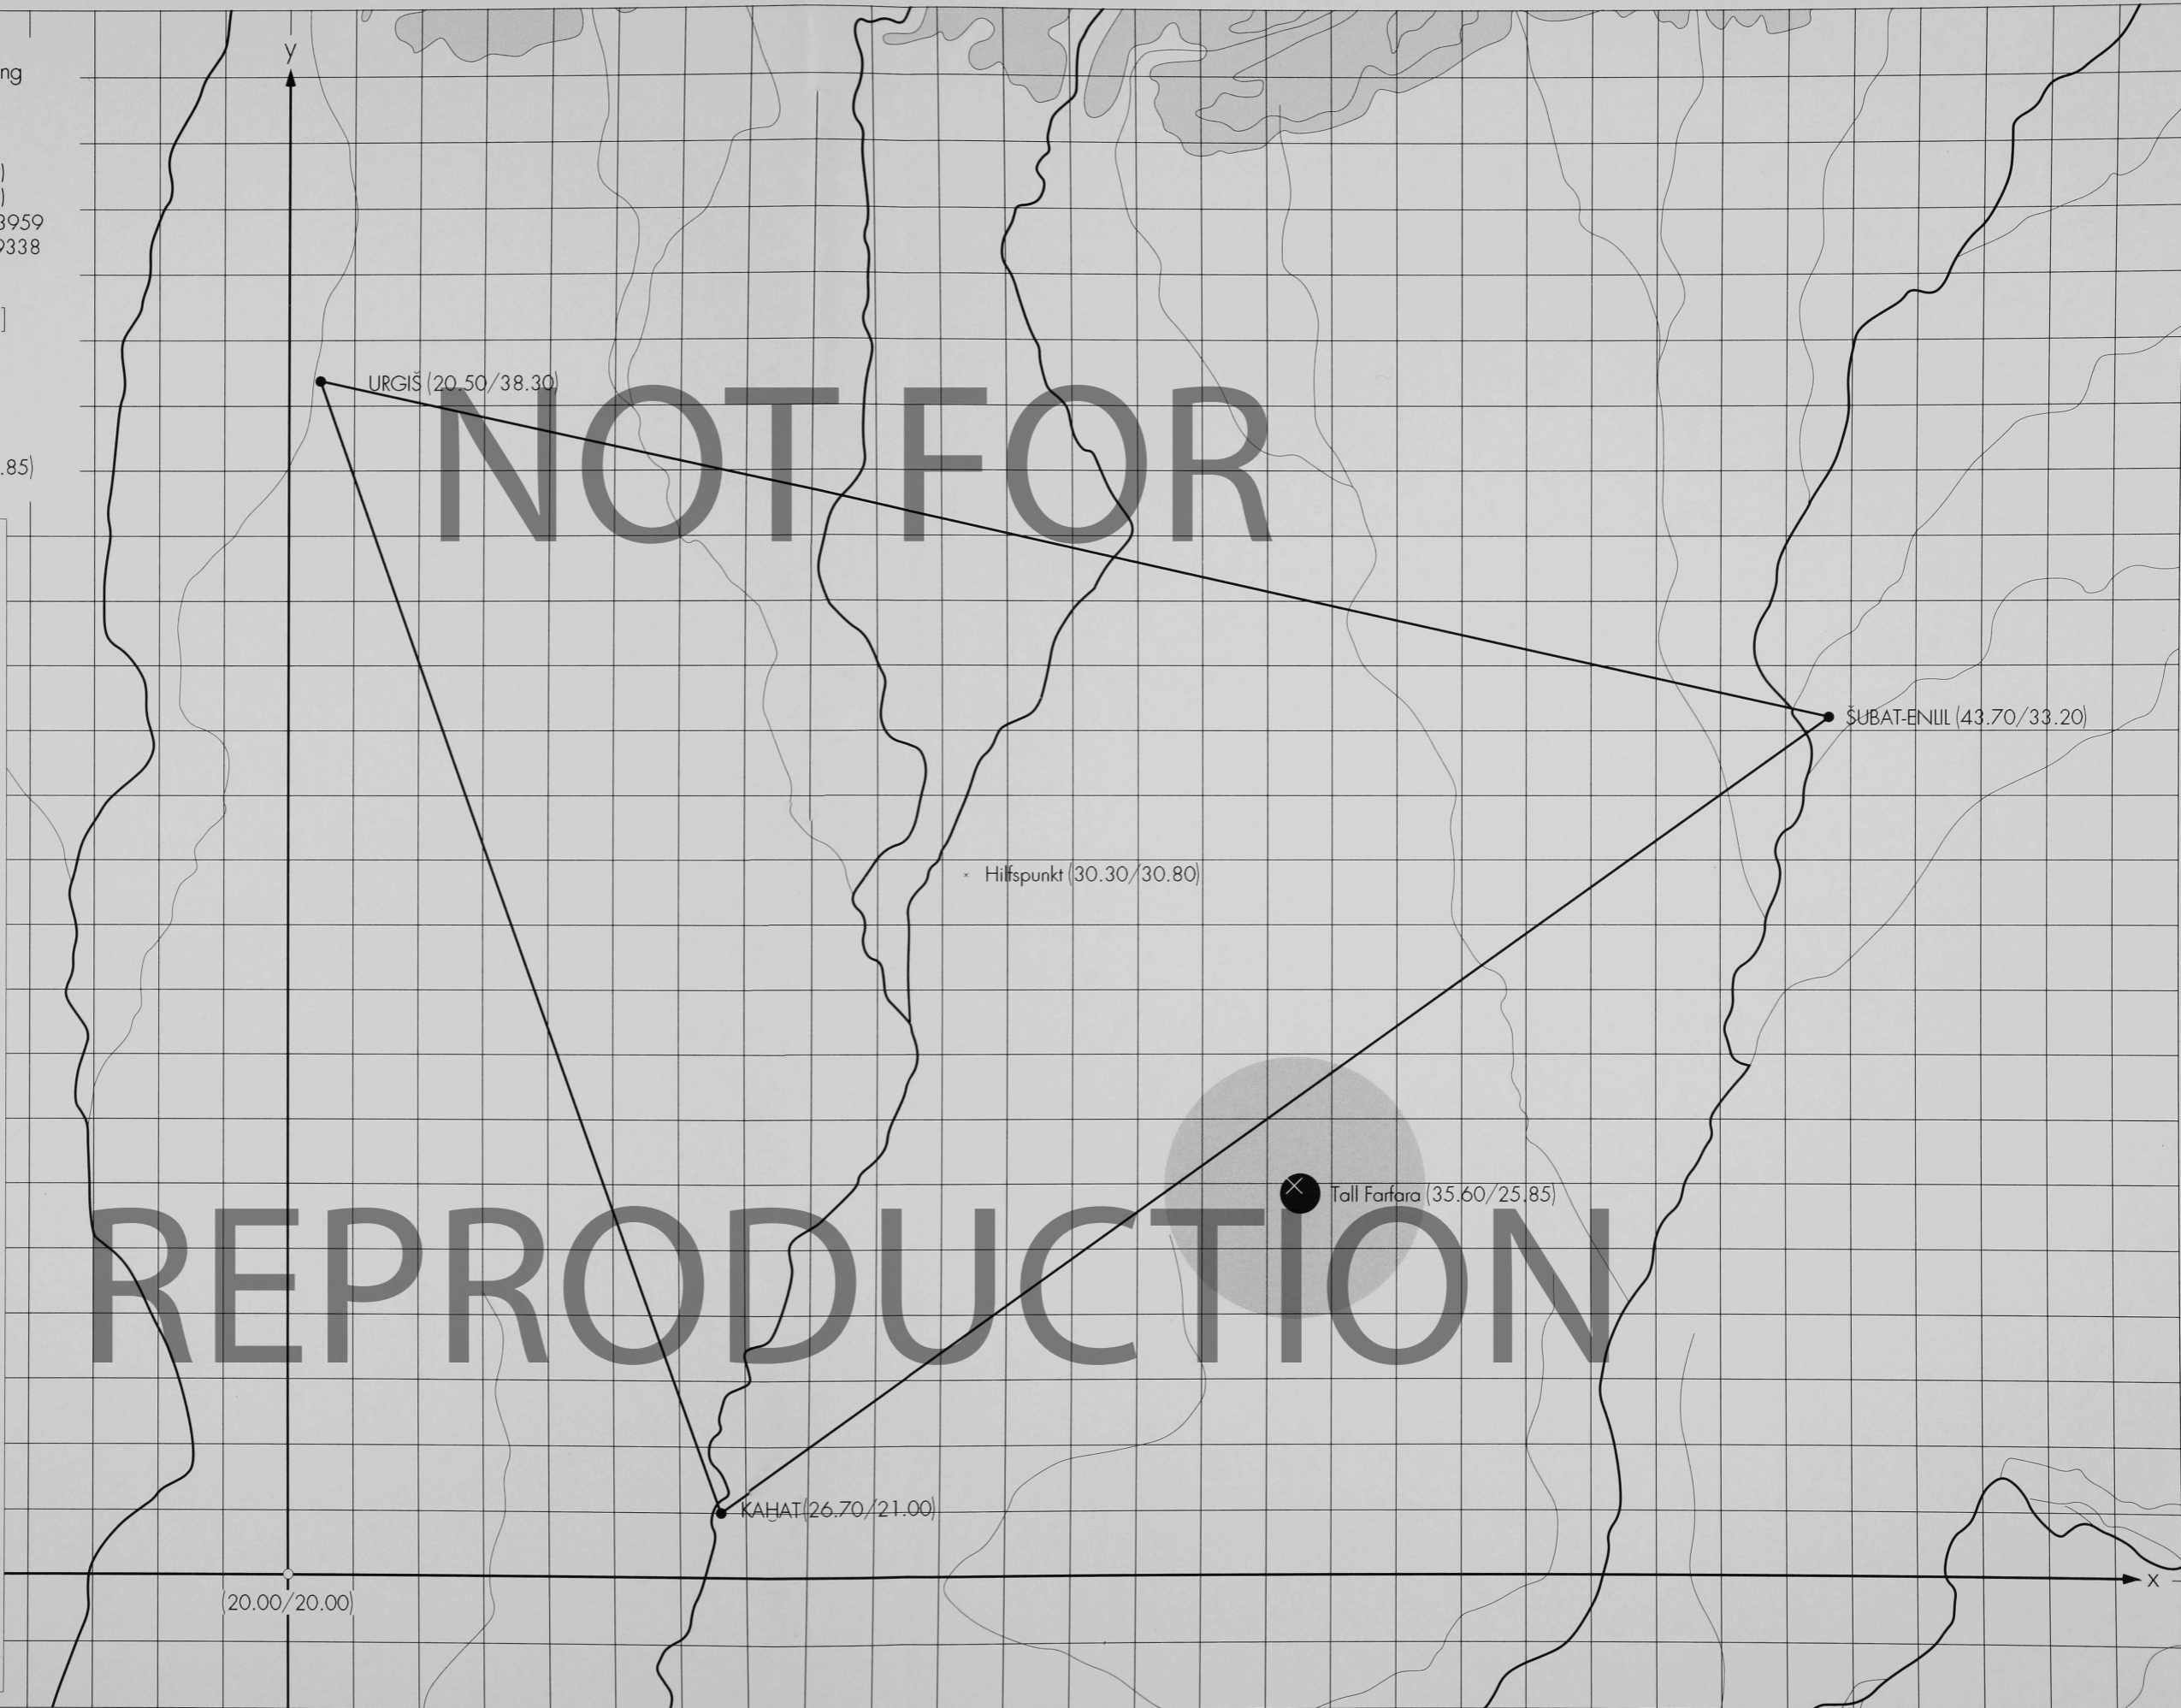 y
ng
)
)
3959
9338
]
URGIŠ (20.50/38.30)
NOT FOR
.85)
ŠUBAT-ENLIL (43.70/33.20)
Hilfspunkt (30.30/30.80)
Tall Farfara (35.60/25.85)
REPRODUCTION
KAḪAT (26.70/21.00)
x
(20.00/20.00)